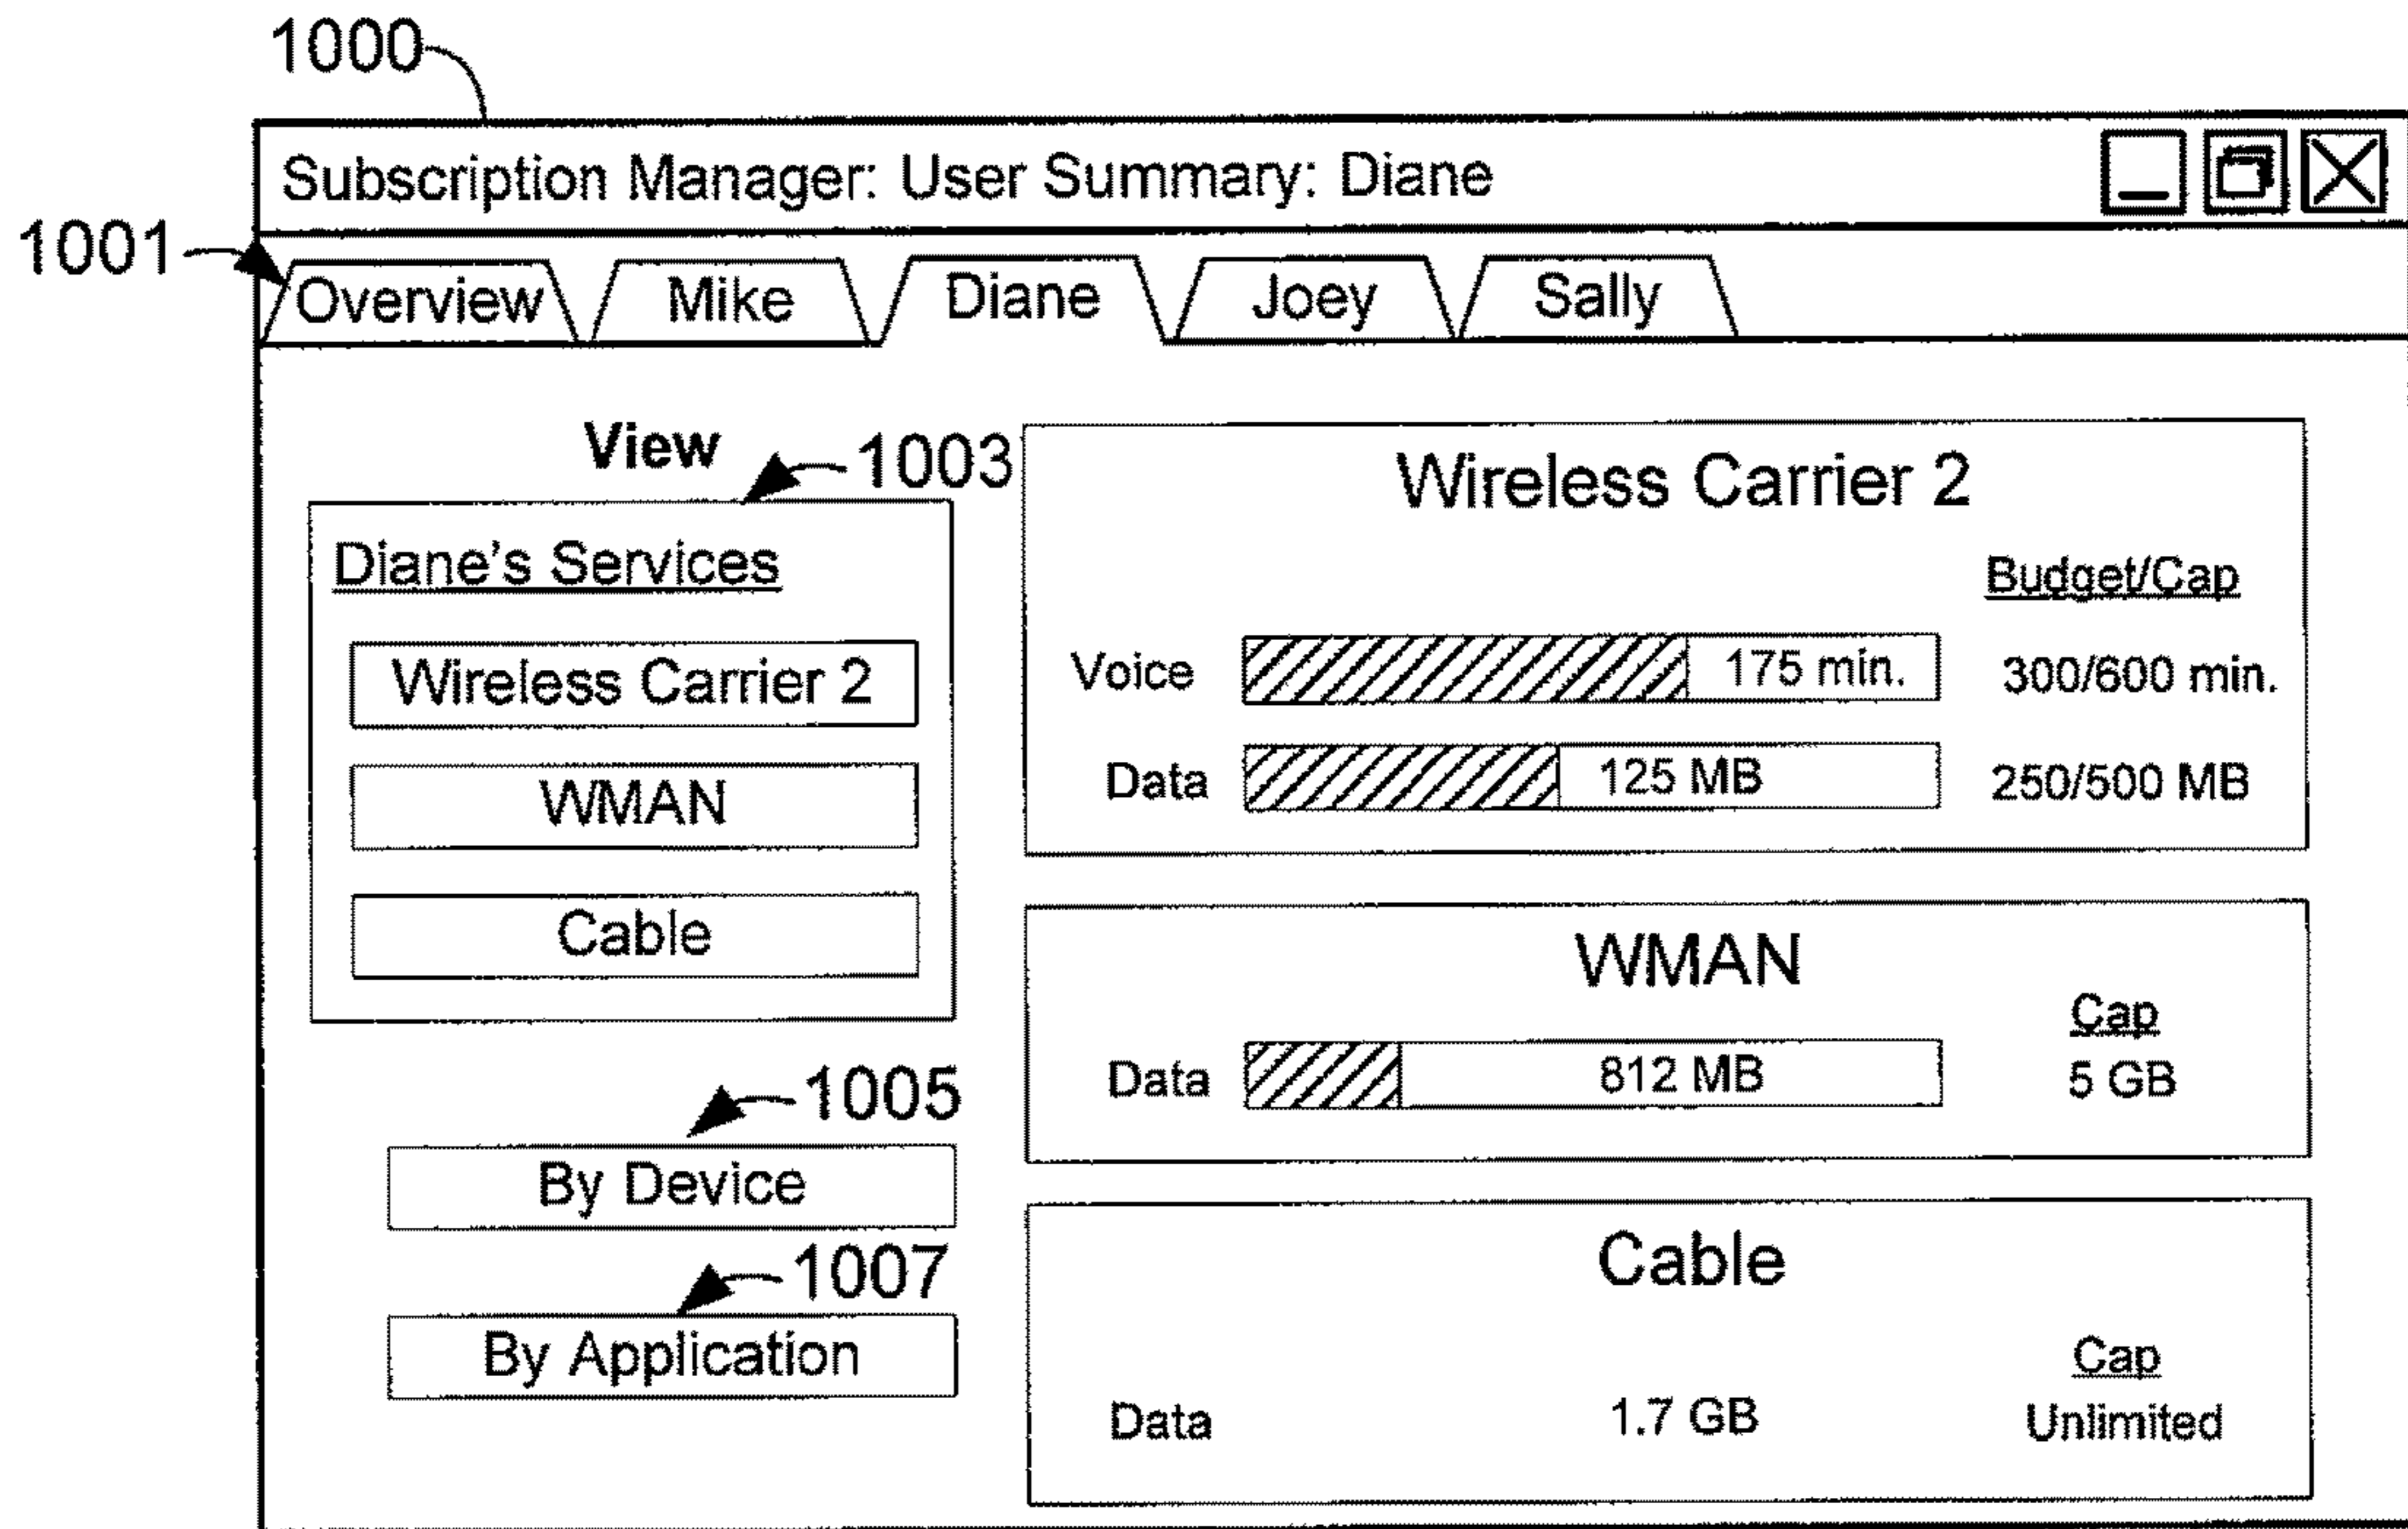 1000
Subscription Manager: User Summary: Diane
1001
Overview Mike Diane Joey Sally
View
1003
Diane's Services
Wireless Carrier 2
WMAN
Cable
1005
By Device
1007
By Application
Wireless Carrier 2
Budget/Cap
Voice 175 min. 300/600 min.
Data 125 MB 250/500 MB
WMAN
Cap
Data 812 MB 5 GB
Cable
Cap
Data 1.7 GB Unlimited